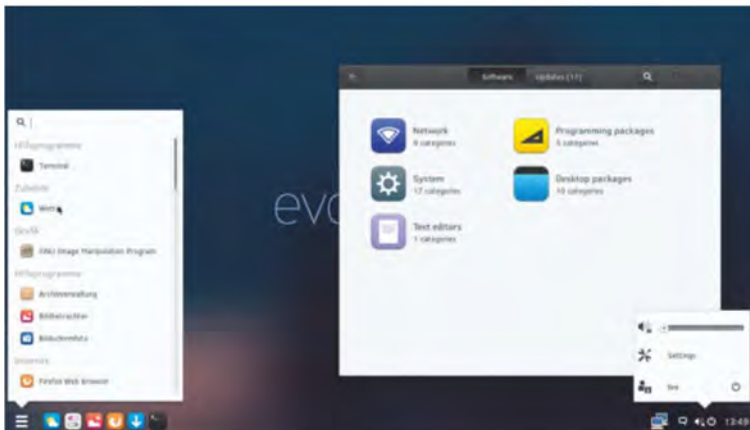 Software Updates [11]
Network
9 categories
Programming packages
5 categories
System
17 categories
Desktop packages
10 categories
Text editors
1 categories
evo
Hilfsprogramme
Terminal
Zubehör
Wetter
Grafik
GNU Image Manipulation Program
Hilfsprogramme
Archivverwaltung
Bildbetrachter
Bildschirmfoto
Internet
Firefox Web Browser
Settings
13:49